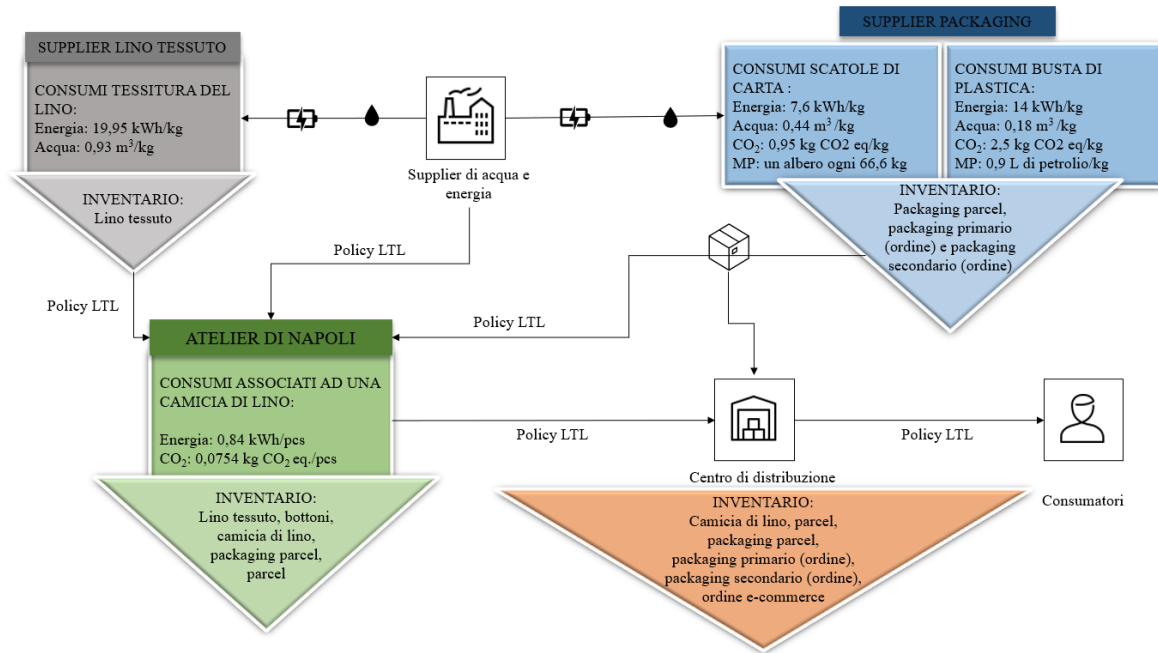 SUPPLIER LINO TESSUTO
CONSUMI TESSITURA DEL
LINO:
Energia: 19,95 kWh/kg
Acqua: 0,93 m³/kg
INVENTARIO:
Lino tessuto
Supplier di acqua e
energia
SUPPLIER PACKAGING
CONSUMI SCATOLE DI
CARTA :
Energia: 7,6 kWh/kg
Acqua: 0,44 m³ /kg
CO₂: 0,95 kg CO2 eq/kg
MP: un albero ogni 66,6 kg
CONSUMI BUSTA DI
PLASTICA:
Energia: 14 kWh/kg
Acqua: 0,18 m³ /kg
CO₂: 2,5 kg CO2 eq/kg
MP: 0,9 L di petrolio/kg
INVENTARIO:
Packaging parcel,
packaging primario
(ordine) e packaging
secondario (ordine)
Policy LTL
Policy LTL
Policy LTL
ATELIER DI NAPOLI
CONSUMI ASSOCIATI AD UNA
CAMICIA DI LINO:
Energia: 0,84 kWh/pcs
CO₂: 0,0754 kg CO₂ eq./pcs
INVENTARIO:
Lino tessuto, bottoni,
camicia di lino,
packaging parcel,
parcel
Policy LTL
Centro di distribuzione
INVENTARIO:
Camicia di lino, parcel,
packaging parcel,
packaging primario (ordine),
packaging secondario (ordine),
ordine e-commerce
Policy LTL
Consumatori